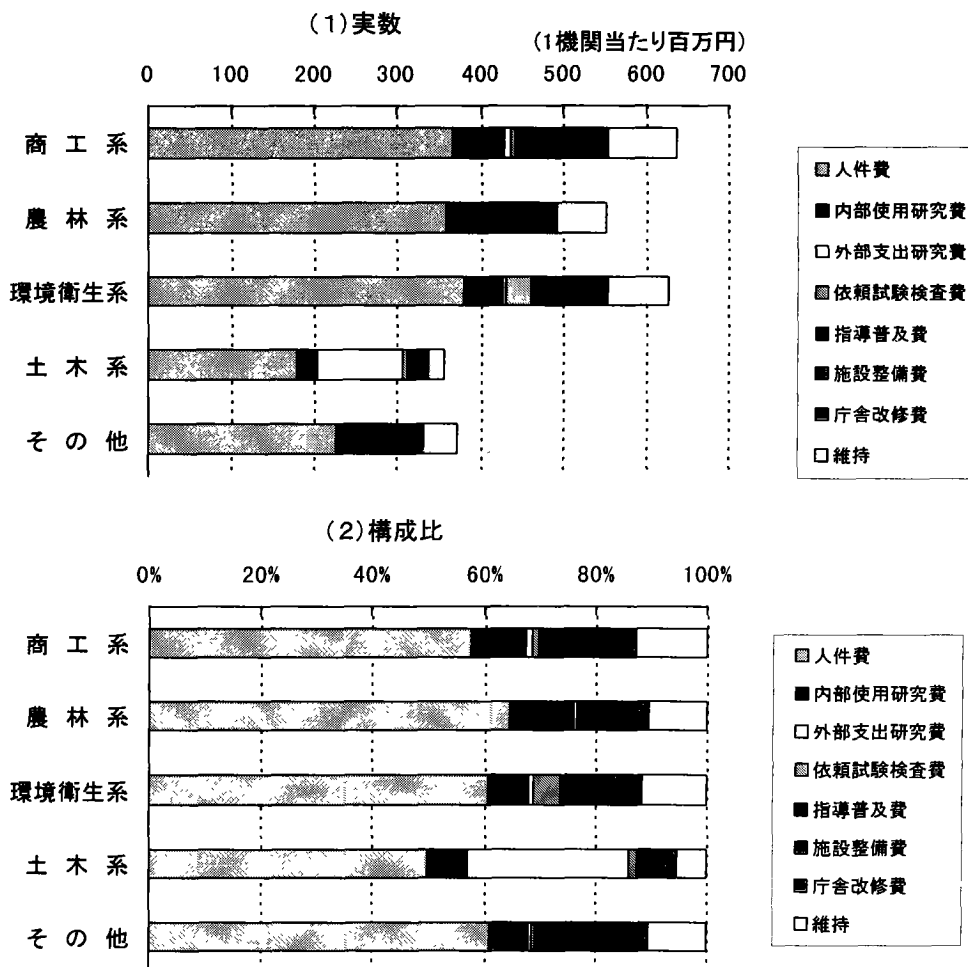 (1)実数
(1機関当たり百万円)
0 100 200 300 400 500 600 700
商工系
農林系
環境衛生系
土木系
その他
人件費
内部使用研究費
外部支出研究費
依頼試験検査費
指導普及費
施設整備費
庁舎改修費
維持
(2)構成比
0% 20% 40% 60% 80% 100%
商工系
農林系
環境衛生系
土木系
その他
人件費
内部使用研究費
外部支出研究費
依頼試験検査費
指導普及費
施設整備費
庁舎改修費
維持